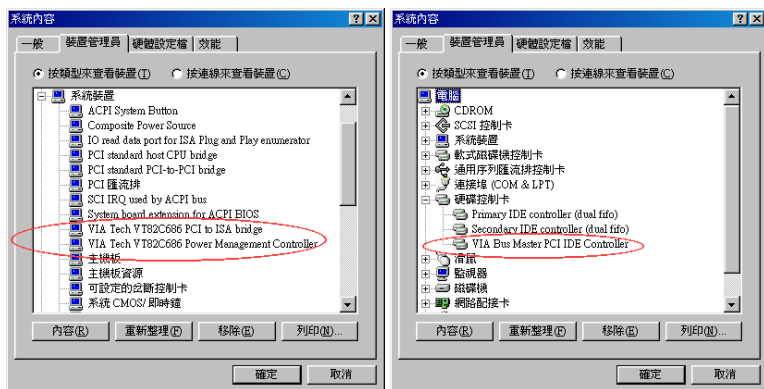 系統內容
一般 裝置管理員 硬體設定檔 效能
按類型來查看裝置(I) 按連線來查看裝置(C)
系統裝置
ACPI System Button
Composite Power Source
IO read data port for ISA Plug and Play enumerator
PCI standard host CPU bridge
PCI standard PCI-to-PCI bridge
PCI 匯流排
SCI IRQ used by ACPI bus
System board extension for ACPI BIOS
VIA Tech VT82C686 PCI to ISA bridge
VIA Tech VT82C686 Power Management Controller
主機板
主機板資源
可設定的岔斷控制卡
系統 CMOS/即時鐘
內容(R) 重新整理(F) 移除(E) 列印(N)...
確定 取消
系統內容
一般 裝置管理員 硬體設定檔 效能
按類型來查看裝置(T) 按連線來查看裝置(C)
電腦
CDROM
SCSI 控制卡
系統裝置
軟式磁碟機控制卡
通用序列匯流排控制卡
連接埠 (COM & LPT)
硬碟控制卡
Primary IDE controller (dual fifo)
Secondary IDE controller (dual fifo)
VIA Bus Master PCI IDE Controller
滑鼠
監視器
磁碟機
網路配接卡
內容(R) 重新整理(F) 移除(E) 列印(N)...
確定 取消